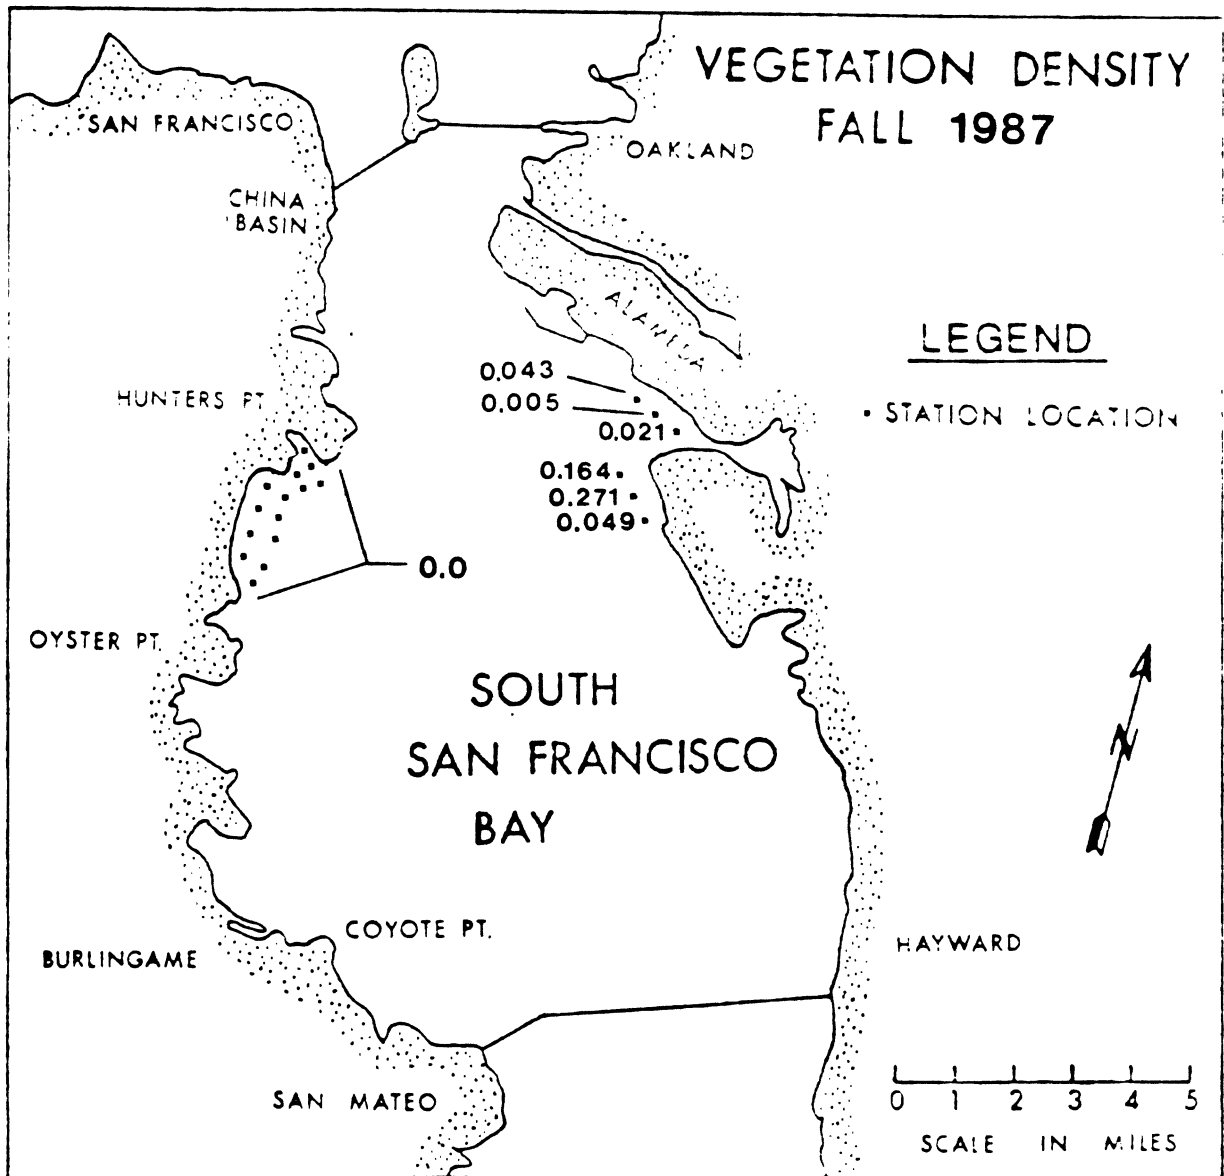 VEGETATION DENSITY
FALL 1987
SAN FRANCISCO
OAKLAND
CHINA
BASIN
ALAMEDA
LEGEND
▪ STATION LOCATION
HUNTERS PT
0.043
0.005
0.021
0.164
0.271
0.049
0.0
OYSTER PT.
SOUTH
SAN FRANCISCO
BAY
N
COYOTE PT.
BURLINGAME
HAYWARD
SAN MATEO
0 1 2 3 4 5
SCALE IN MILES